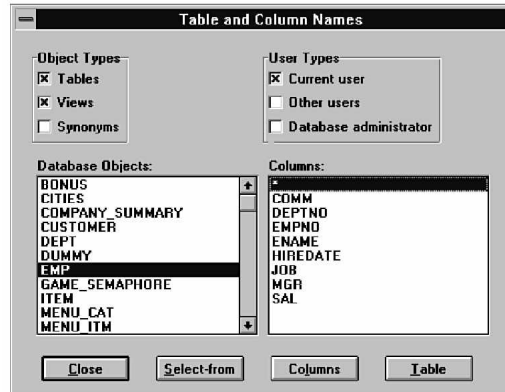 Table and Column Names
Object Types
Tables
Views
Synonyms
User Types
Current user
Other users
Database administrator
Database Objects:
BONUS
CITIES
COMPANY_SUMMARY
CUSTOMER
DEPT
DUMMY
EMP
GAME_SEMAPHORE
ITEM
MENU_CAT
MENU_ITM
Columns:
*
COMM
DEPTNO
EMPNO
ENAME
HIREDATE
JOB
MGR
SAL
Close
Select-from
Columns
Table